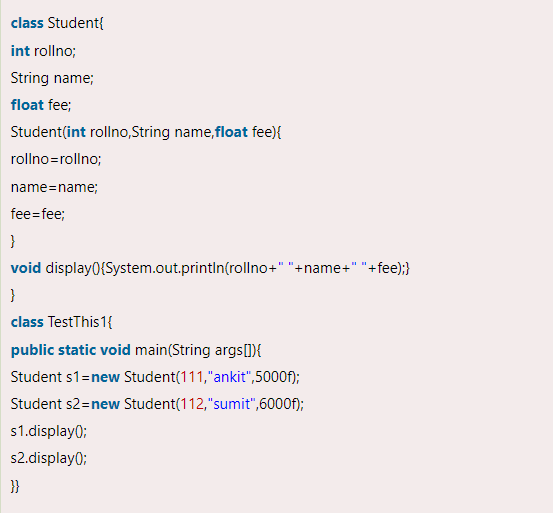 class Student{
int rollno;
String name;
float fee;
Student(int rollno,String name,float fee){
rollno=rollno;
name=name;
fee=fee;
}
void display(){System.out.println(rollno+" "+name+" "+fee);}
}
class TestThis1{
public static void main(String args[]){
Student s1=new Student(111,"ankit",5000f);
Student s2=new Student(112,"sumit",6000f);
s1.display();
s2.display();
}}